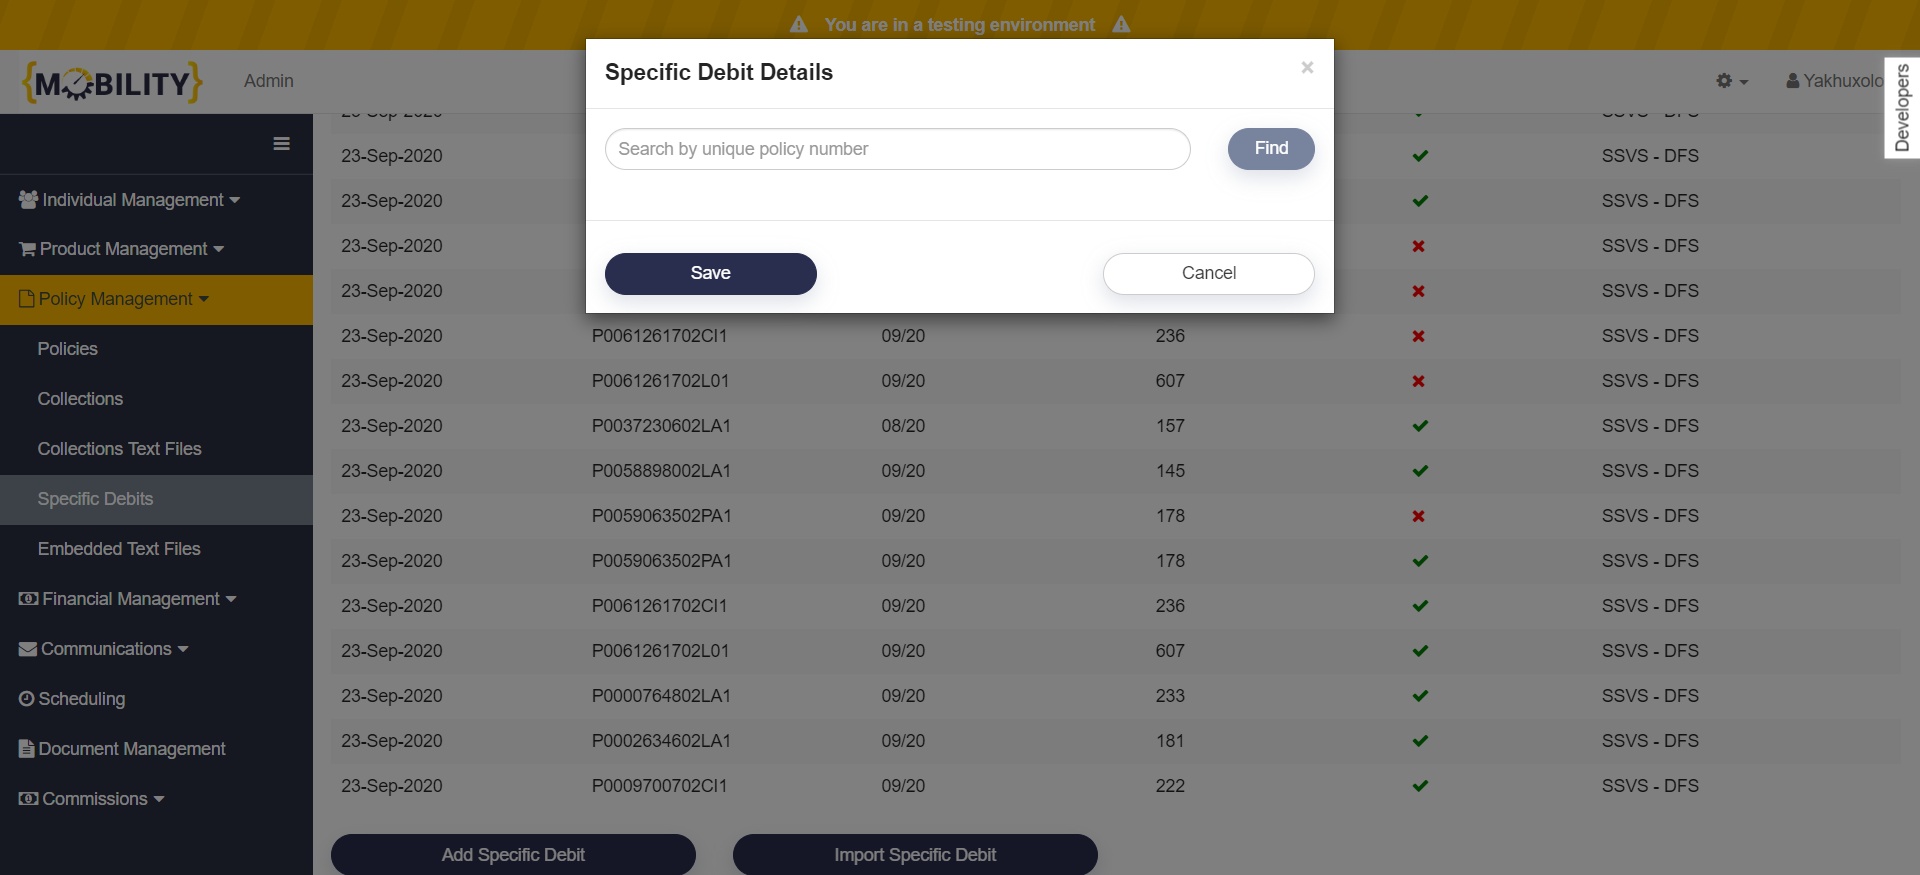 You are in a testing environment
{MOBILITY}
Admin
Yakhuxolo
Developers
Specific Debit Details
×
Search by unique policy number
Find
Save
Cancel
Individual Management
Product Management
Policy Management
Policies
Collections
Collections Text Files
Specific Debits
Embedded Text Files
Financial Management
Communications
Scheduling
Document Management
Commissions
23-Sep-2020 SSVS - DFS
23-Sep-2020 SSVS - DFS
23-Sep-2020 SSVS - DFS
23-Sep-2020 SSVS - DFS
23-Sep-2020 SSVS - DFS
23-Sep-2020 P0061261702CI1 09/20 236 SSVS - DFS
23-Sep-2020 P0061261702L01 09/20 607 SSVS - DFS
23-Sep-2020 P0037230602LA1 08/20 157 SSVS - DFS
23-Sep-2020 P0058898002LA1 09/20 145 SSVS - DFS
23-Sep-2020 P0059063502PA1 09/20 178 SSVS - DFS
23-Sep-2020 P0059063502PA1 09/20 178 SSVS - DFS
23-Sep-2020 P0061261702CI1 09/20 236 SSVS - DFS
23-Sep-2020 P0061261702L01 09/20 607 SSVS - DFS
23-Sep-2020 P0000764802LA1 09/20 233 SSVS - DFS
23-Sep-2020 P0002634602LA1 09/20 181 SSVS - DFS
23-Sep-2020 P0009700702CI1 09/20 222 SSVS - DFS
Add Specific Debit
Import Specific Debit